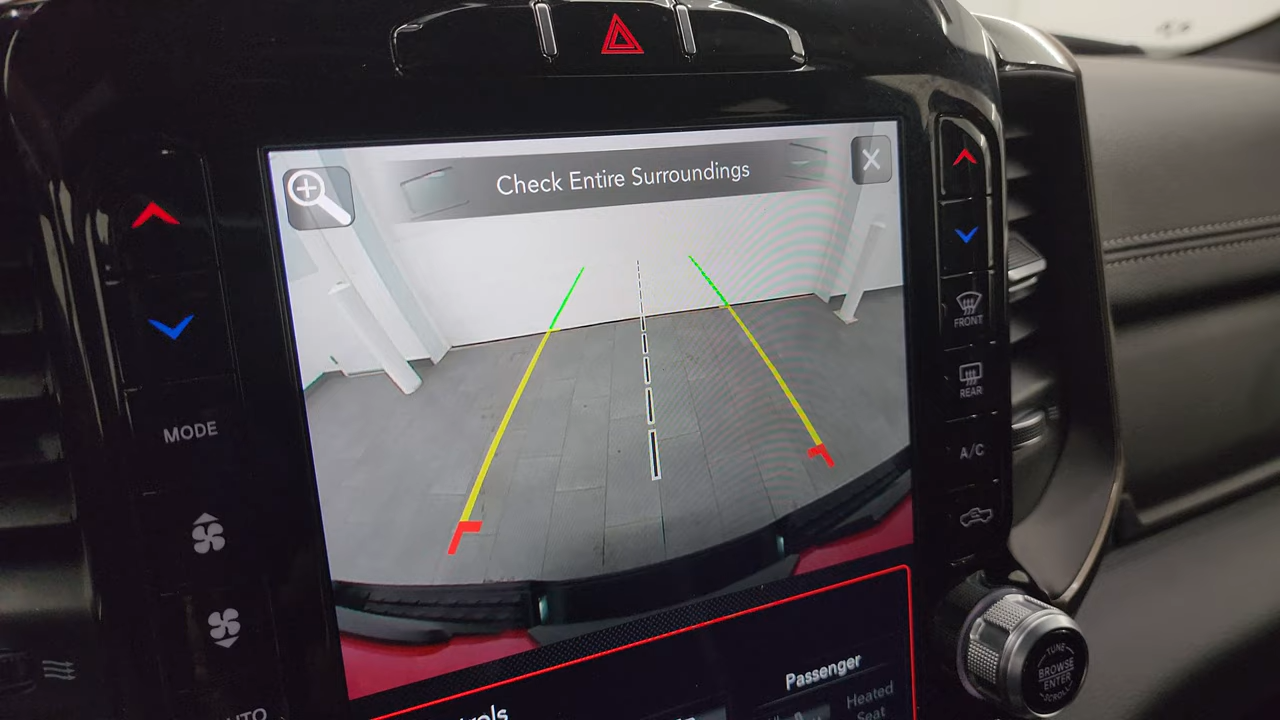 Check Entire Surroundings
MODE
FRONT
REAR
A/C
TUNE
BROWSE
ENTER
SCROLL
Passenger
Heated
Seat